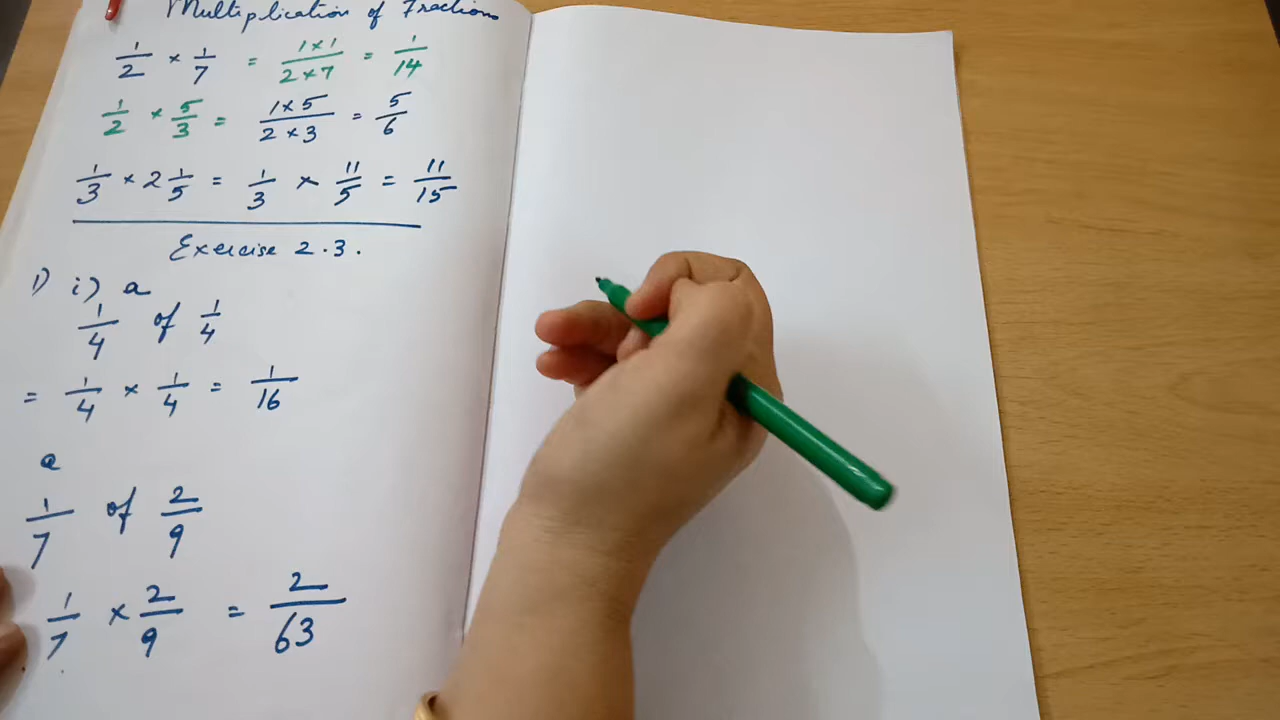 Multiplication of Fractions
1/2 × 1/7 = 1×1/2×7 = 1/14
1/2 × 5/3 = 1×5/2×3 = 5/6
1/3 × 2 1/5 = 1/3 × 11/5 = 11/15
Exercise 2.3.
1) i) a
1/4 of 1/4
= 1/4 × 1/4 = 1/16
a
1/7 of 2/9
1/7 × 2/9 = 2/63